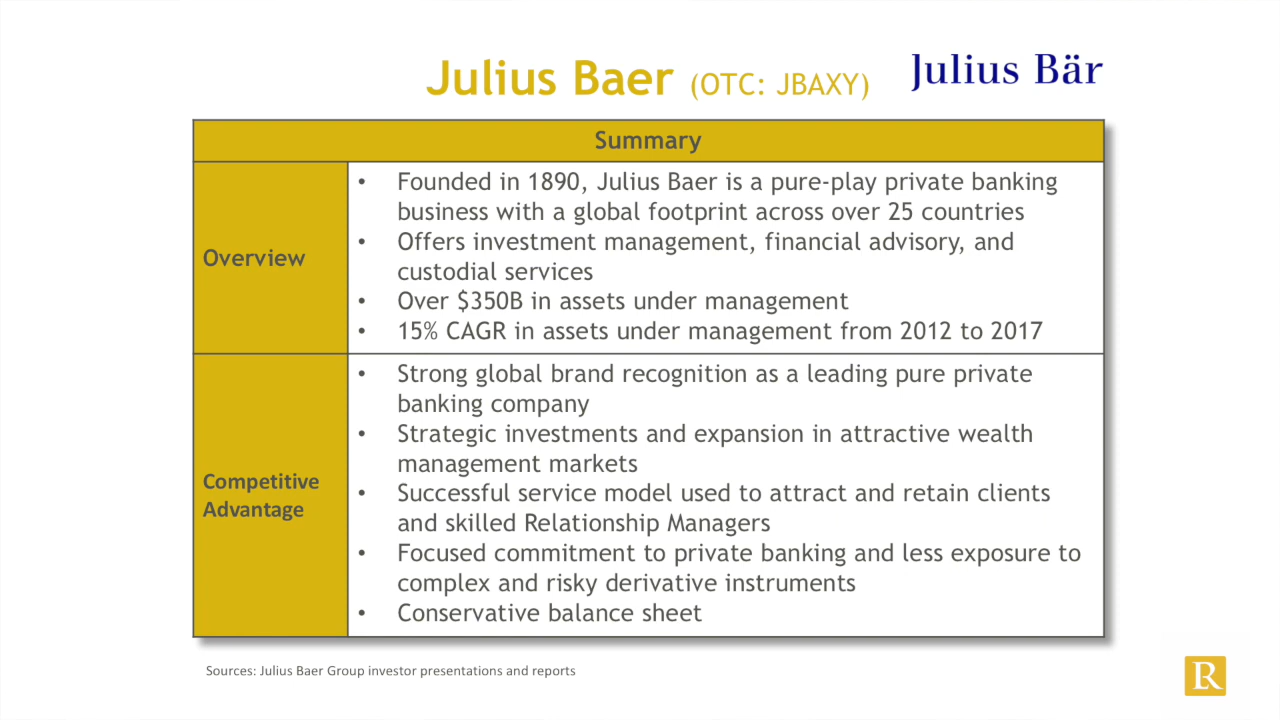 Julius Baer (OTC: JBAXY)
Julius Bär
Summary
Overview
• Founded in 1890, Julius Baer is a pure-play private banking
business with a global footprint across over 25 countries
• Offers investment management, financial advisory, and
custodial services
• Over $350B in assets under management
• 15% CAGR in assets under management from 2012 to 2017
Competitive
Advantage
• Strong global brand recognition as a leading pure private
banking company
• Strategic investments and expansion in attractive wealth
management markets
• Successful service model used to attract and retain clients
and skilled Relationship Managers
• Focused commitment to private banking and less exposure to
complex and risky derivative instruments
• Conservative balance sheet
Sources: Julius Baer Group investor presentations and reports
R